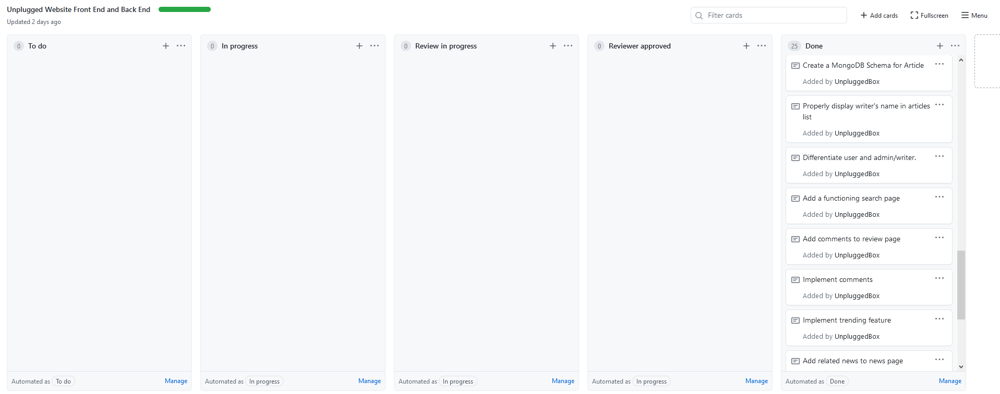 Unplugged Website Front End and Back End
Updated 2 days ago
Filter cards
Add cards
Fullscreen
Menu
0 To do
Automated as To do
Manage
0 In progress
Automated as In progress
Manage
0 Review in progress
Automated as In progress
Manage
0 Reviewer approved
Automated as In progress
Manage
25 Done
Create a MongoDB Schema for Article
Added by UnpluggedBox
Properly display writer's name in articles
list
Added by UnpluggedBox
Differentiate user and admin/writer.
Added by UnpluggedBox
Add a functioning search page
Added by UnpluggedBox
Add comments to review page
Added by UnpluggedBox
Implement comments
Added by UnpluggedBox
Implement trending feature
Added by UnpluggedBox
Add related news to news page
Automated as Done
Manage